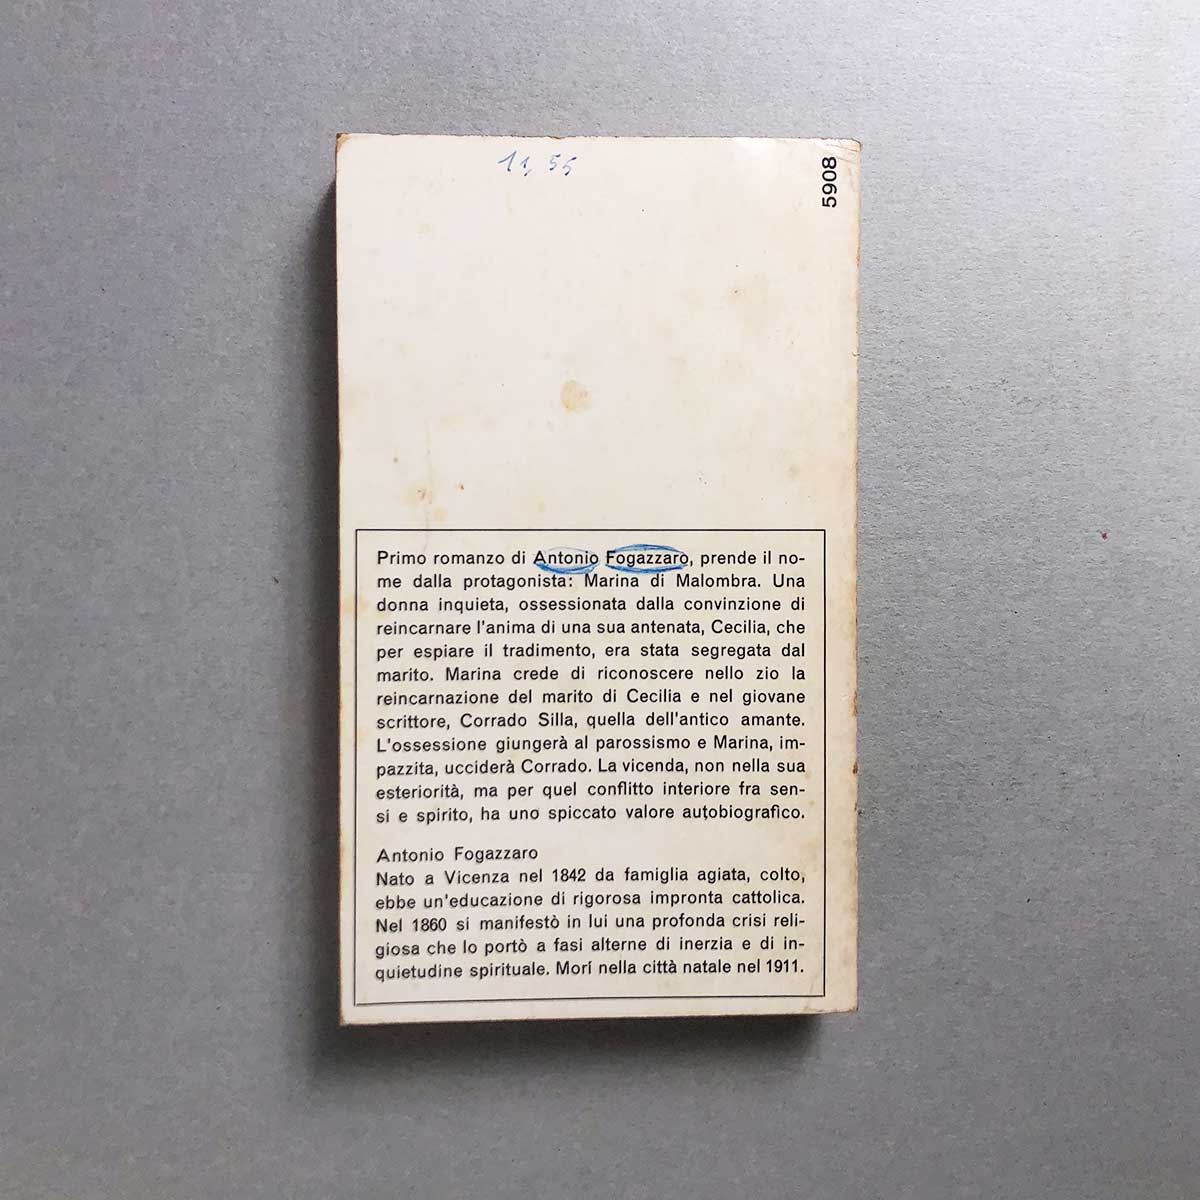 11,55
5908
Primo romanzo di Antonio Fogazzaro, prende il no-
me dalla protagonista: Marina di Malombra. Una
donna inquieta, ossessionata dalla convinzione di
reincarnare l'anima di una sua antenata, Cecilia, che
per espiare il tradimento, era stata segregata dal
marito. Marina crede di riconoscere nello zio la
reincarnazione del marito di Cecilia e nel giovane
scrittore, Corrado Silla, quella dell'antico amante.
L'ossessione giungerà al parossismo e Marina, im-
pazzita, ucciderà Corrado. La vicenda, non nella sua
esteriorità, ma per quel conflitto interiore fra sen-
si e spirito, ha uno spiccato valore autobiografico.
Antonio Fogazzaro
Nato a Vicenza nel 1842 da famiglia agiata, colto,
ebbe un'educazione di rigorosa impronta cattolica.
Nel 1860 si manifestò in lui una profonda crisi reli-
giosa che lo portò a fasi alterne di inerzia e di in-
quietudine spirituale. Morí nella città natale nel 1911.